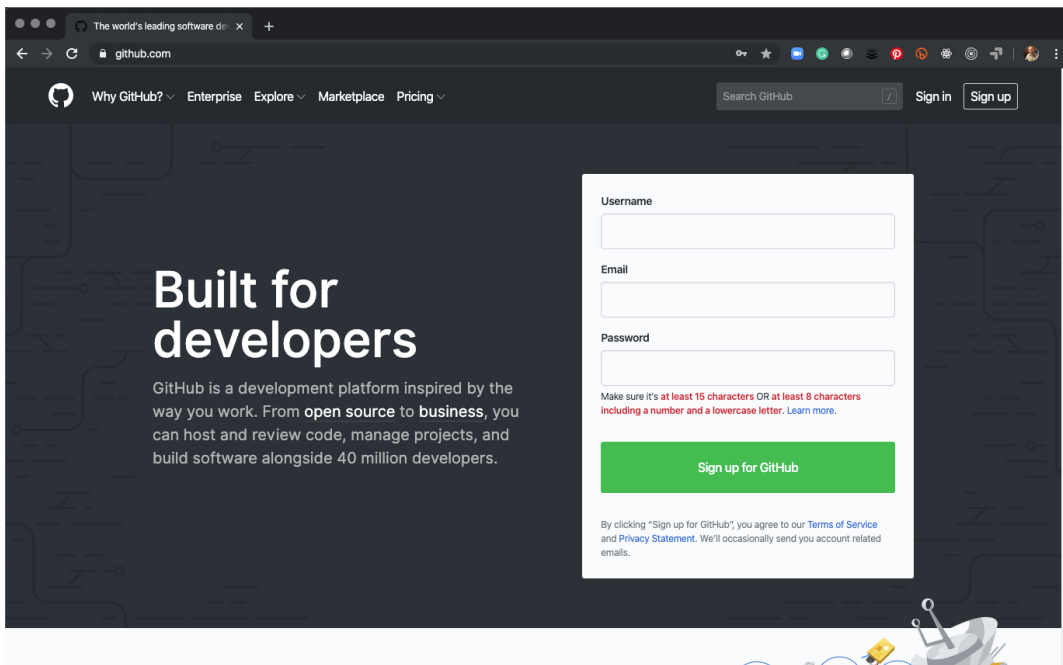 The world's leading software de
github.com
Why GitHub? Enterprise Explore Marketplace Pricing
Search GitHub / Sign in Sign up
Built for
developers
GitHub is a development platform inspired by the
way you work. From open source to business, you
can host and review code, manage projects, and
build software alongside 40 million developers.
Username
Email
Password
Make sure it's at least 15 characters OR at least 8 characters
including a number and a lowercase letter. Learn more.
Sign up for GitHub
By clicking “Sign up for GitHub”, you agree to our Terms of Service
and Privacy Statement. We’ll occasionally send you account related
emails.